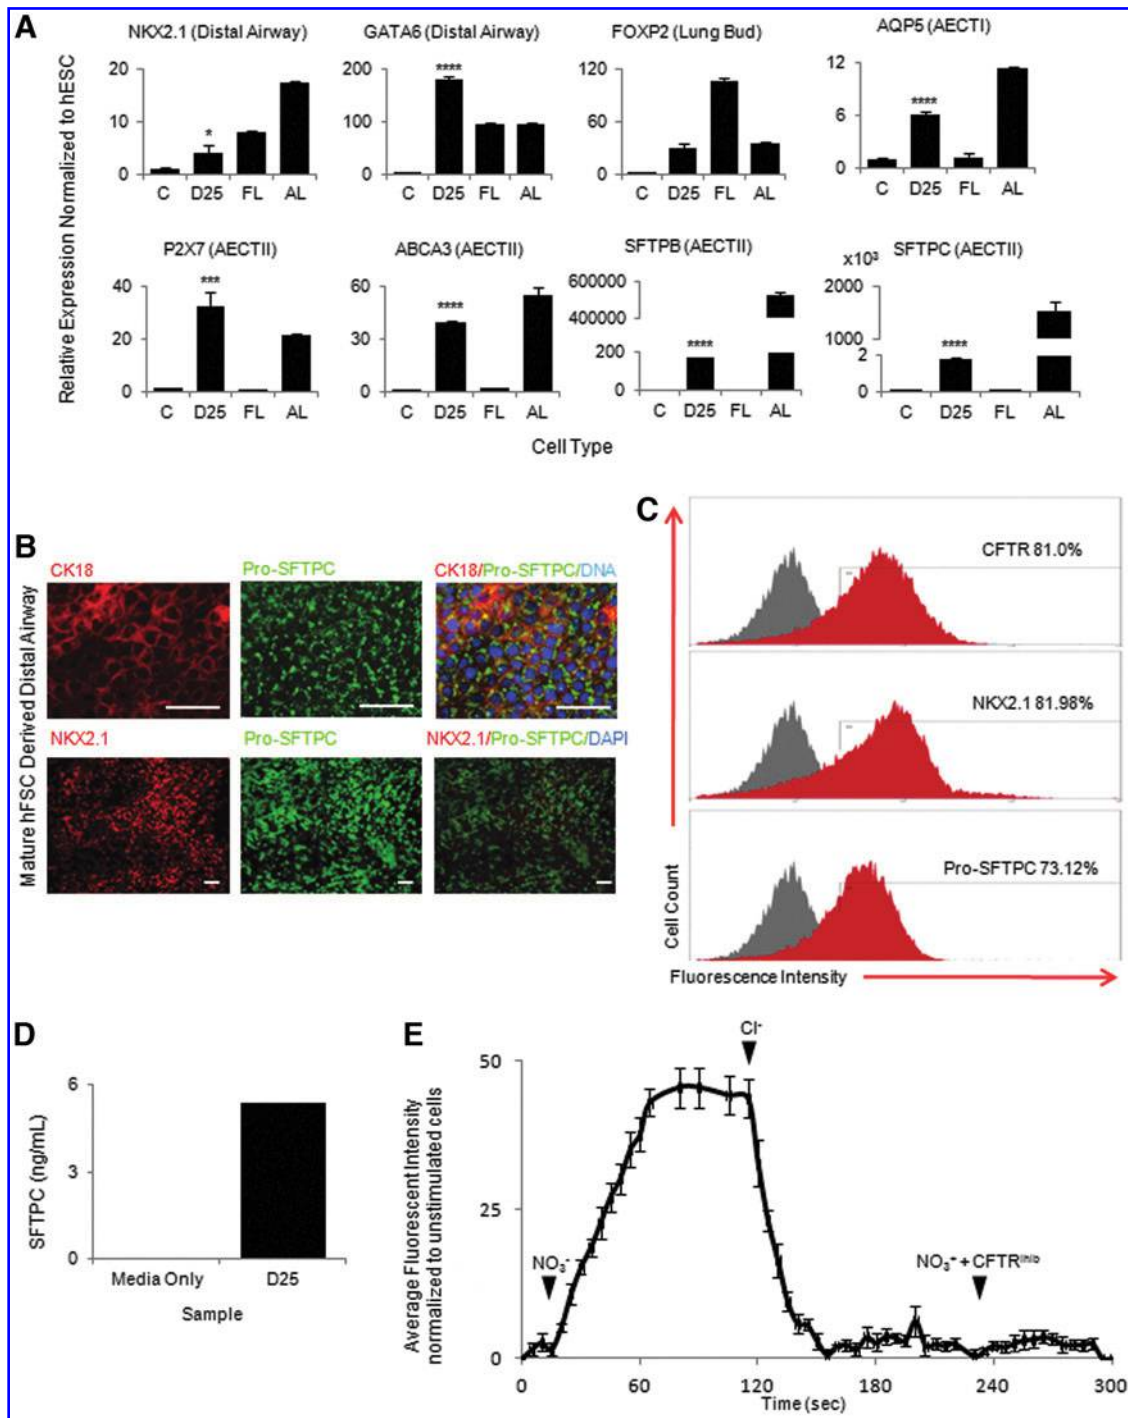 A
NKX2.1 (Distal Airway)
GATA6 (Distal Airway)
FOXP2 (Lung Bud)
AQP5 (AECTI)
Relative Expression Normalized to hESC
20
10
0
*
C D25 FL AL
200
100
0
****
C D25 FL AL
120
60
0
C D25 FL AL
12
6
0
****
C D25 FL AL
P2X7 (AECTII)
ABCA3 (AECTII)
SFTPB (AECTII)
SFTPC (AECTII)
40
20
0
***
C D25 FL AL
60
30
0
****
C D25 FL AL
600000
400000
200
0
****
C D25 FL AL
x10³
2000
1000
2
0
****
C D25 FL AL
Cell Type
B
Mature hFSC Derived Distal Airway
CK18
Pro-SFTPC
CK18/Pro-SFTPC/DNA
NKX2.1
Pro-SFTPC
NKX2.1/Pro-SFTPC/DAPI
C
CFTR 81.0%
NKX2.1 81.98%
Pro-SFTPC 73.12%
Cell Count
Fluorescence Intensity
D
SFTPC (ng/mL)
6
3
0
Media Only D25
Sample
E
Average Fluorescent Intensity
normalized to unstimulated cells
50
25
0
NO₃⁻
Cl⁻
0 60 120 180 240 300
Time (sec)